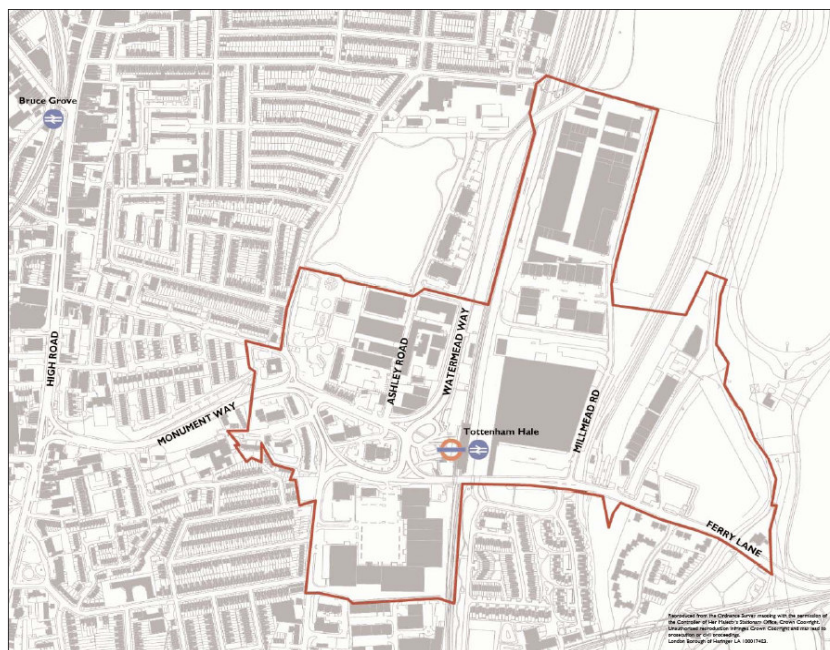 Bruce Grove
HIGH ROAD
MONUMENT WAY
ASHLEY ROAD
WATERMEAD WAY
Tottenham Hale
MILLMEAD RD
FERRY LANE
Reproduced from the Ordnance Survey mapping with the permission of
the Controller of Her Majesty's Stationery Office, Crown Copyright.
Unauthorised reproduction infringes Crown Copyright and may lead to
prosecution or civil proceedings.
London Borough of Haringey LA 100017423.